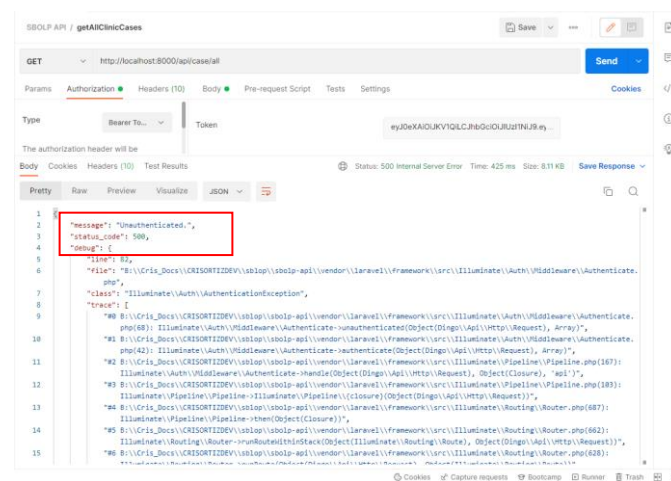 SBOLP API / getAllClinicCases
Save
GET http://localhost:8000/api/case/all Send
Params Authorization Headers (10) Body Pre-request Script Tests Settings Cookies
Type Bearer To... Token
The authorization header will be
Body Cookies Headers (10) Test Results Status: 500 Internal Server Error Time: 425 ms Size: 8.11 KB Save Response
Pretty Raw Preview Visualize JSON
1 {
2 "message": "Unauthenticated.",
3 "status_code": 500,
4 "debug": {
5 "line": 82,
6 "file": "B:\\Cris_Docs\\CRISORTIZDEV\\sblop\\sbolp-api\\vendor\\laravel\\framework\\src\\Illuminate\\Auth\\Middleware\\Authenticate.
php",
7 "class": "Illuminate\\Auth\\AuthenticationException",
8 "trace": [
9 "#0 B:\\Cris_Docs\\CRISORTIZDEV\\sblop\\sbolp-api\\vendor\\laravel\\framework\\src\\Illuminate\\Auth\\Middleware\\Authenticate.
php(68): Illuminate\\Auth\\Middleware\\Authenticate->unauthenticated(Object(Dingo\\Api\\Http\\Request), Array)",
10 "#1 B:\\Cris_Docs\\CRISORTIZDEV\\sblop\\sbolp-api\\vendor\\laravel\\framework\\src\\Illuminate\\Auth\\Middleware\\Authenticate.
php(42): Illuminate\\Auth\\Middleware\\Authenticate->authenticate(Object(Dingo\\Api\\Http\\Request), Array)",
11 "#2 B:\\Cris_Docs\\CRISORTIZDEV\\sblop\\sbolp-api\\vendor\\laravel\\framework\\src\\Illuminate\\Pipeline\\Pipeline.php(167):
Illuminate\\Auth\\Middleware\\Authenticate->handle(Object(Dingo\\Api\\Http\\Request), Object(Closure), 'api')",
12 "#3 B:\\Cris_Docs\\CRISORTIZDEV\\sblop\\sbolp-api\\vendor\\laravel\\framework\\src\\Illuminate\\Pipeline\\Pipeline.php(103):
Illuminate\\Pipeline\\Pipeline->Illuminate\\Pipeline\\{closure}(Object(Dingo\\Api\\Http\\Request))",
13 "#4 B:\\Cris_Docs\\CRISORTIZDEV\\sblop\\sbolp-api\\vendor\\laravel\\framework\\src\\Illuminate\\Routing\\Router.php(687):
Illuminate\\Pipeline\\Pipeline->then(Object(Closure))",
14 "#5 B:\\Cris_Docs\\CRISORTIZDEV\\sblop\\sbolp-api\\vendor\\laravel\\framework\\src\\Illuminate\\Routing\\Router.php(662):
Illuminate\\Routing\\Router->runRouteWithinStack(Object(Illuminate\\Routing\\Route), Object(Dingo\\Api\\Http\\Request))",
15 "#6 B:\\Cris_Docs\\CRISORTIZDEV\\sblop\\sbolp-api\\vendor\\laravel\\framework\\src\\Illuminate\\Routing\\Router.php(628):
Cookies Capture requests Bootcamp Runner Trash